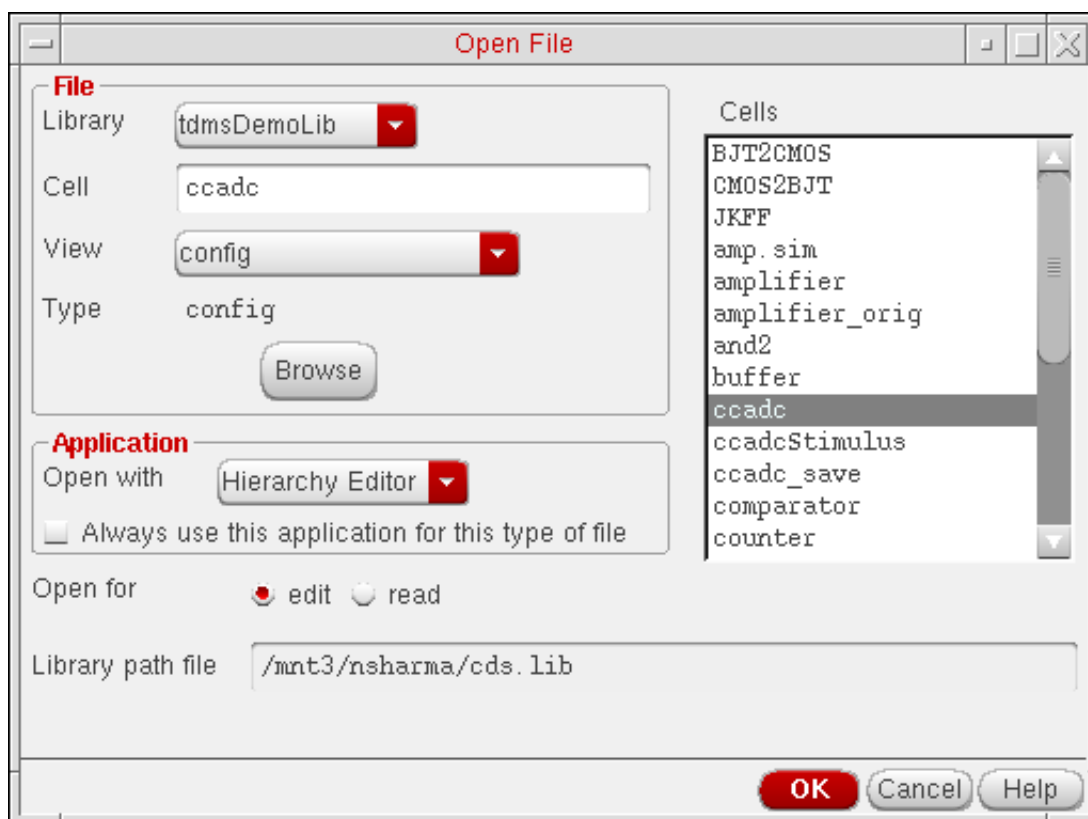 Open File
File
Library tdmsDemoLib
Cell ccadc
View config
Type config
Browse
Cells
BJT2CMOS
CMOS2BJT
JKFF
amp.sim
amplifier
amplifier_orig
and2
buffer
ccadc
ccadcStimulus
ccadc_save
comparator
counter
Application
Open with Hierarchy Editor
Always use this application for this type of file
Open for edit read
Library path file /mnt3/nsharma/cds.lib
OK Cancel Help